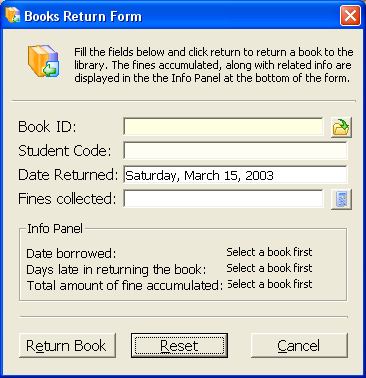 Books Return Form
Fill the fields below and click return to return a book to the
library. The fines accumulated, along with related info are
displayed in the the Info Panel at the bottom of the form.
Book ID:
Student Code:
Date Returned: Saturday, March 15, 2003
Fines collected:
Info Panel
Date borrowed: Select a book first
Days late in returning the book: Select a book first
Total amount of fine accumulated: Select a book first
Return Book Reset Cancel